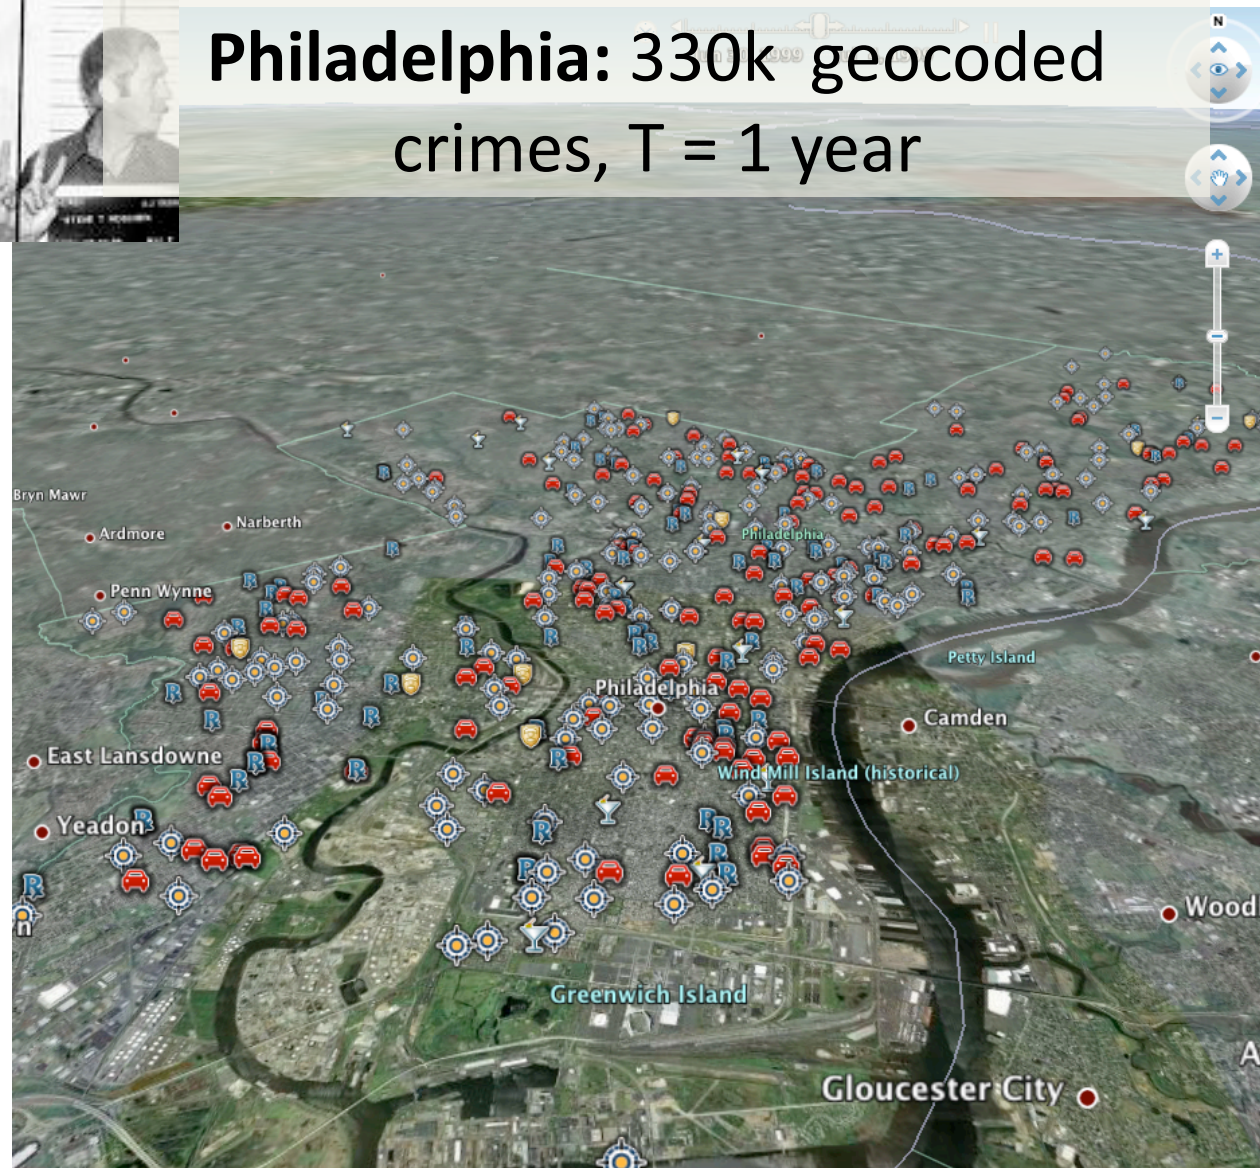 Philadelphia: 330k geocoded
crimes, T = 1 year
N
Bryn Mawr
Ardmore
Narberth
Penn Wynne
Philadelphia
Petty Island
Philadelphia
Camden
East Lansdowne
Wind Mill Island (historical)
Yeadon
Wood
n
Greenwich Island
A
Gloucester City